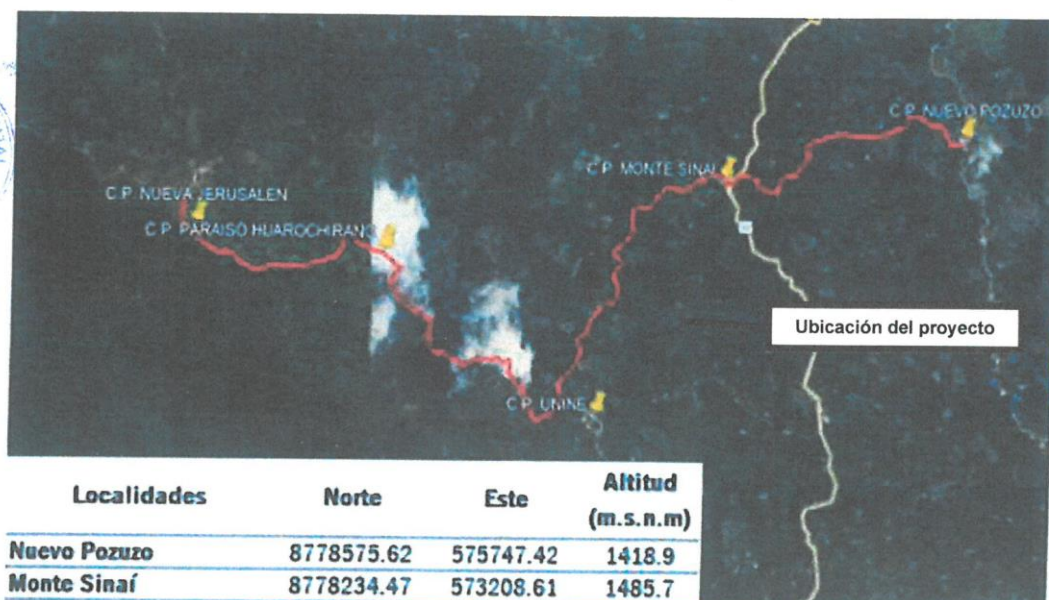 C.P. NUEVO POZUZO
C.P. MONTE SINAI
C.P. NUEVA JERUSALEN
C.P. PARAISO HUAROCHIRANO
Ubicación del proyecto
C.P. UNINE
Localidades Norte Este Altitud
(m.s.n.m)
Nuevo Pozuzo 8778575.62 575747.42 1418.9
Monte Sinaí 8778234.47 573208.61 1485.7